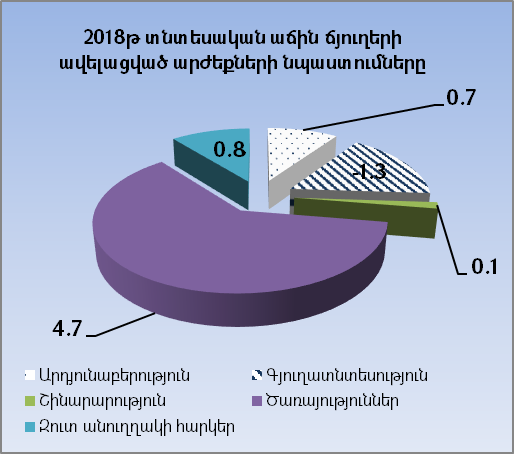 2018թ տնտեսական աճին ճյուղերի
ավելացված արժեքների նպաստումները
0.7
0.8
-1.3
0.1
4.7
Արդյունաբերություն
Գյուղատնտեսություն
Շինարարություն
Ծառայություններ
Զուտ անուղղակի հարկեր